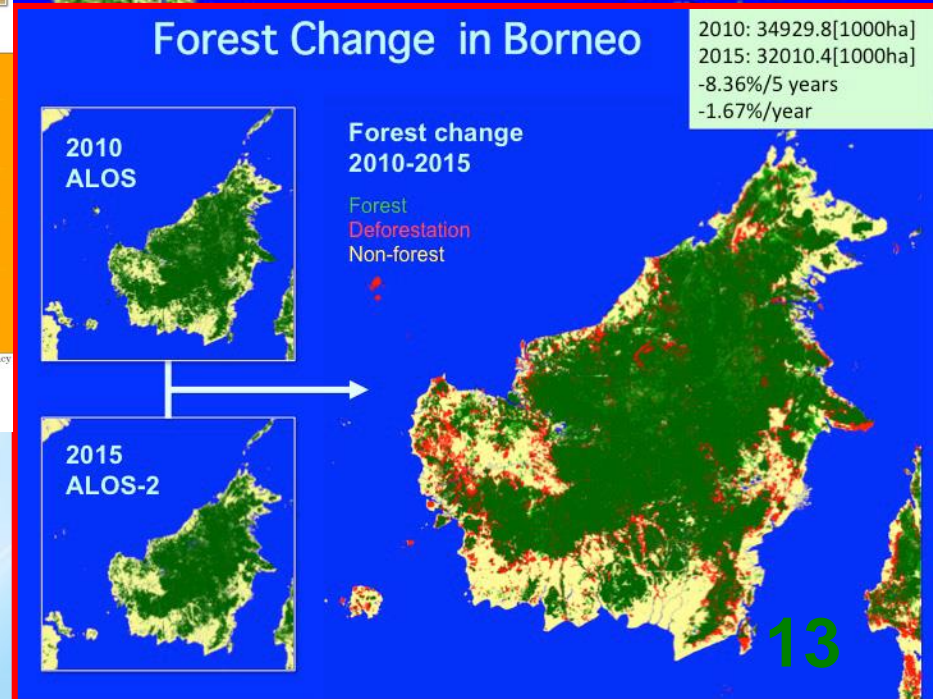 Forest Change in Borneo
2010: 34929.8[1000ha]
2015: 32010.4[1000ha]
-8.36%/5 years
-1.67%/year
2010
ALOS
Forest change
2010-2015
Forest
Deforestation
Non-forest
2015
ALOS-2
13